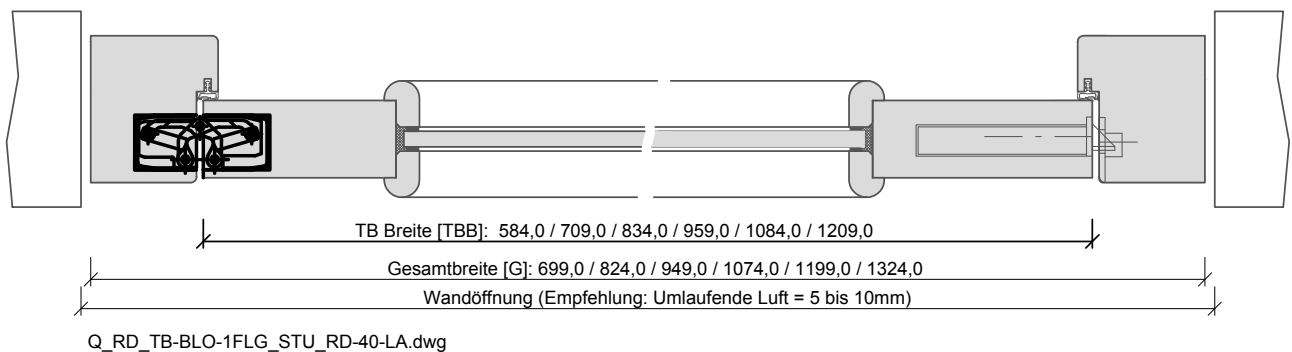 TB Breite [TBB]: 584,0 / 709,0 / 834,0 / 959,0 / 1084,0 / 1209,0
Gesamtbreite [G]: 699,0 / 824,0 / 949,0 / 1074,0 / 1199,0 / 1324,0
Wandöffnung (Empfehlung: Umlaufende Luft = 5 bis 10mm)
Q_RD_TB-BLO-1FLG_STU_RD-40-LA.dwg